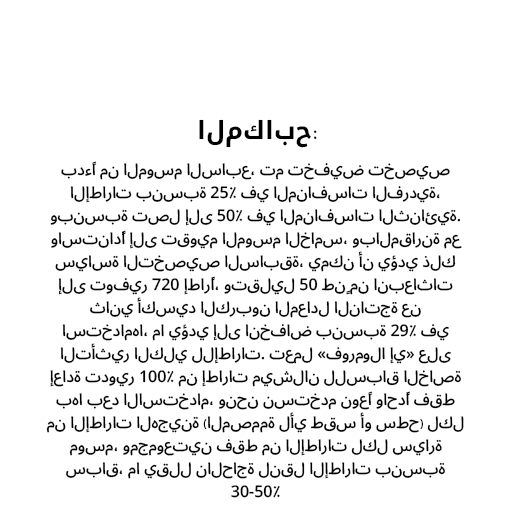 المكابح:
بدءًا من الموسم السابع، تم تخفيض تخصيص
الإطارات بنسبة 25٪ في المنافسات الفردية،
وبنسبة تصل إلى 50٪ في المنافسات الثنائية.
واستنادًا إلى تقويم الموسم الخامس، وبالمقارنة مع
سياسة التخصيص السابقة، يمكن أن يؤدي ذلك
إلى توفير 720 إطارًا، وتقليل 50 طن من انبعاثات
ثاني أكسيد الكربون المعادل الناتجة عن
استخدامها، ما يؤدي إلى انخفاض بنسبة 29٪ في
التأثير الكلي للإطارات. تعمل «فورمولا إي» على
إعادة تدوير 100٪ من إطارات ميشلان للسباق الخاصة
بها بعد الاستخدام، ونحن نستخدم نوعًا واحدًا فقط
من الإطارات الهجينة (المصممة لأي طقس أو سطح) لكل
موسم، ومجموعتين فقط من الإطارات لكل سيارة
سباق، ما يقلل نالحاجة لنقل الإطارات بنسبة
30-50٪